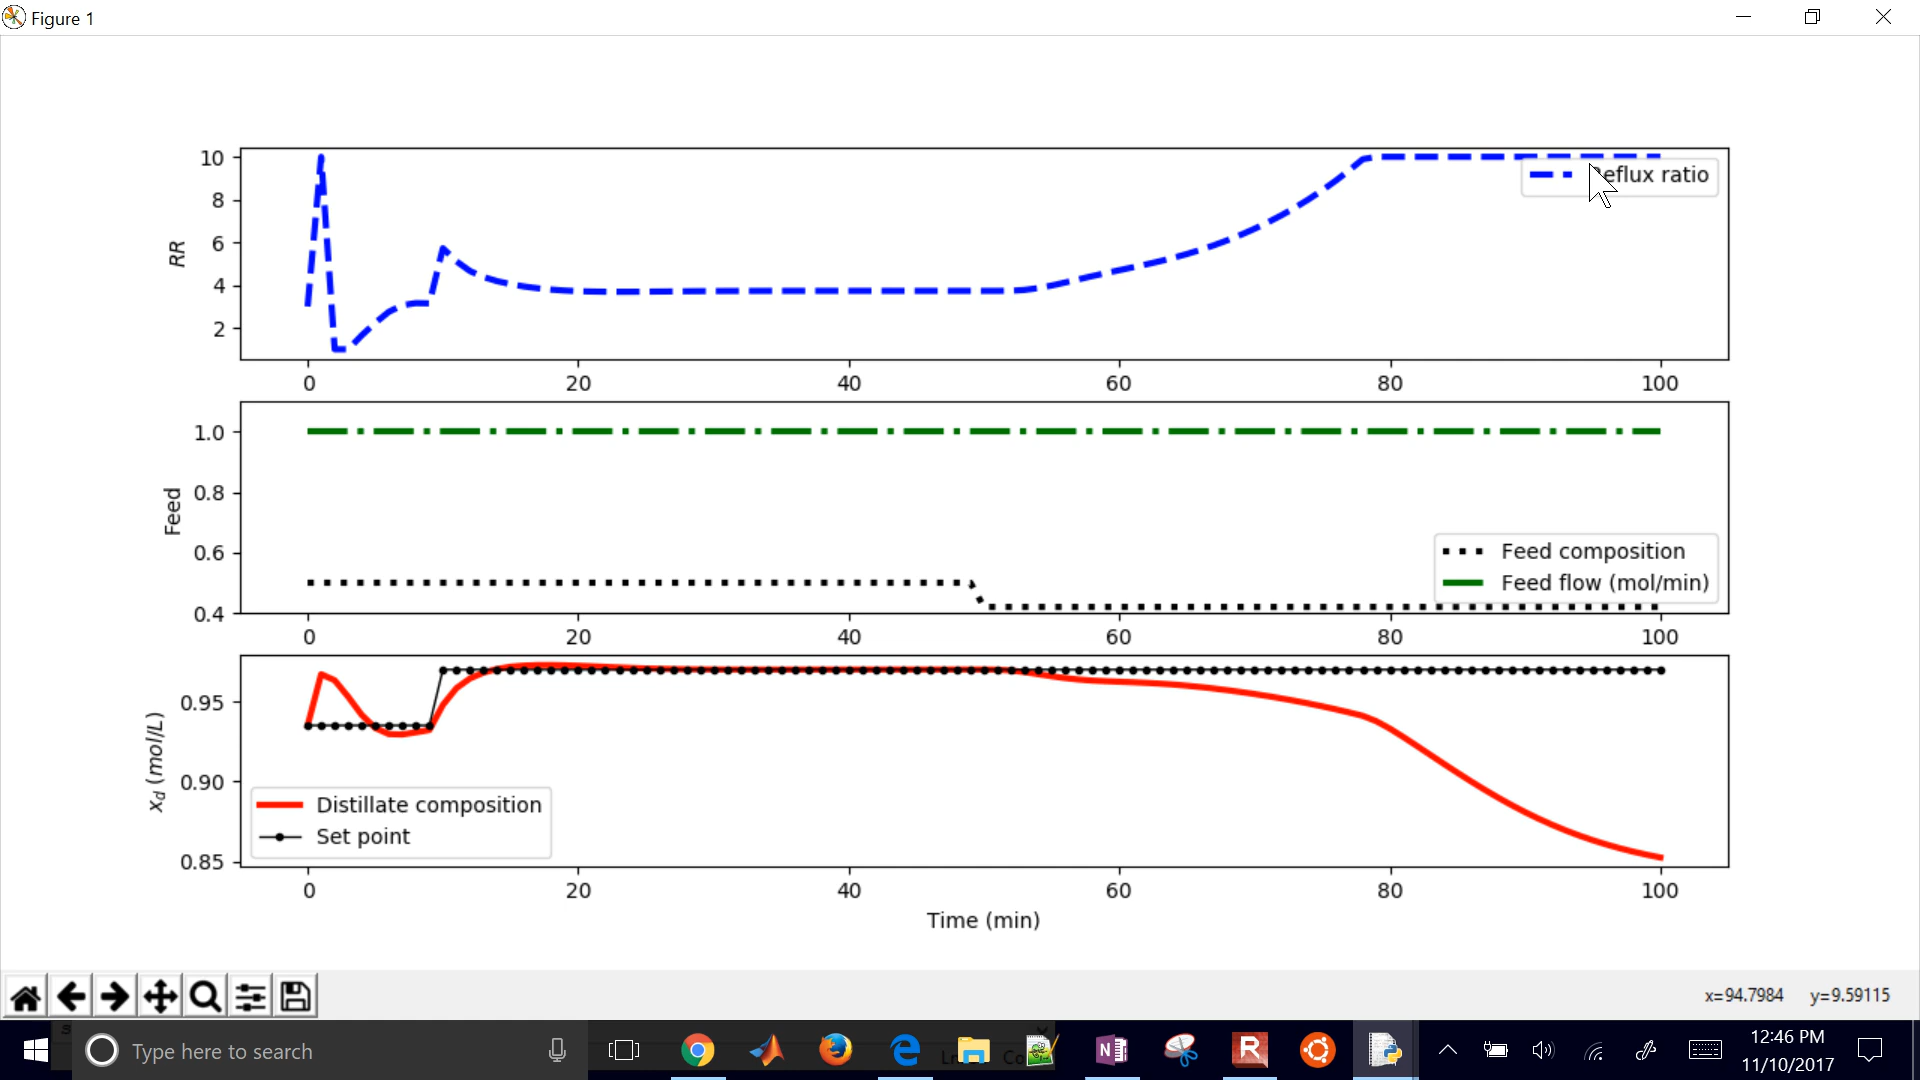 Figure 1
10
8
6
4
2
RR
eflux ratio
0 20 40 60 80 100
1.0
0.8
0.6
0.4
Feed
Feed composition
Feed flow (mol/min)
0 20 40 60 80 100
0.95
0.90
0.85
xd (mol/L)
Distillate composition
Set point
0 20 40 60 80 100
Time (min)
x=94.7984 y=9.59115
Type here to search
N
R
12:46 PM
11/10/2017